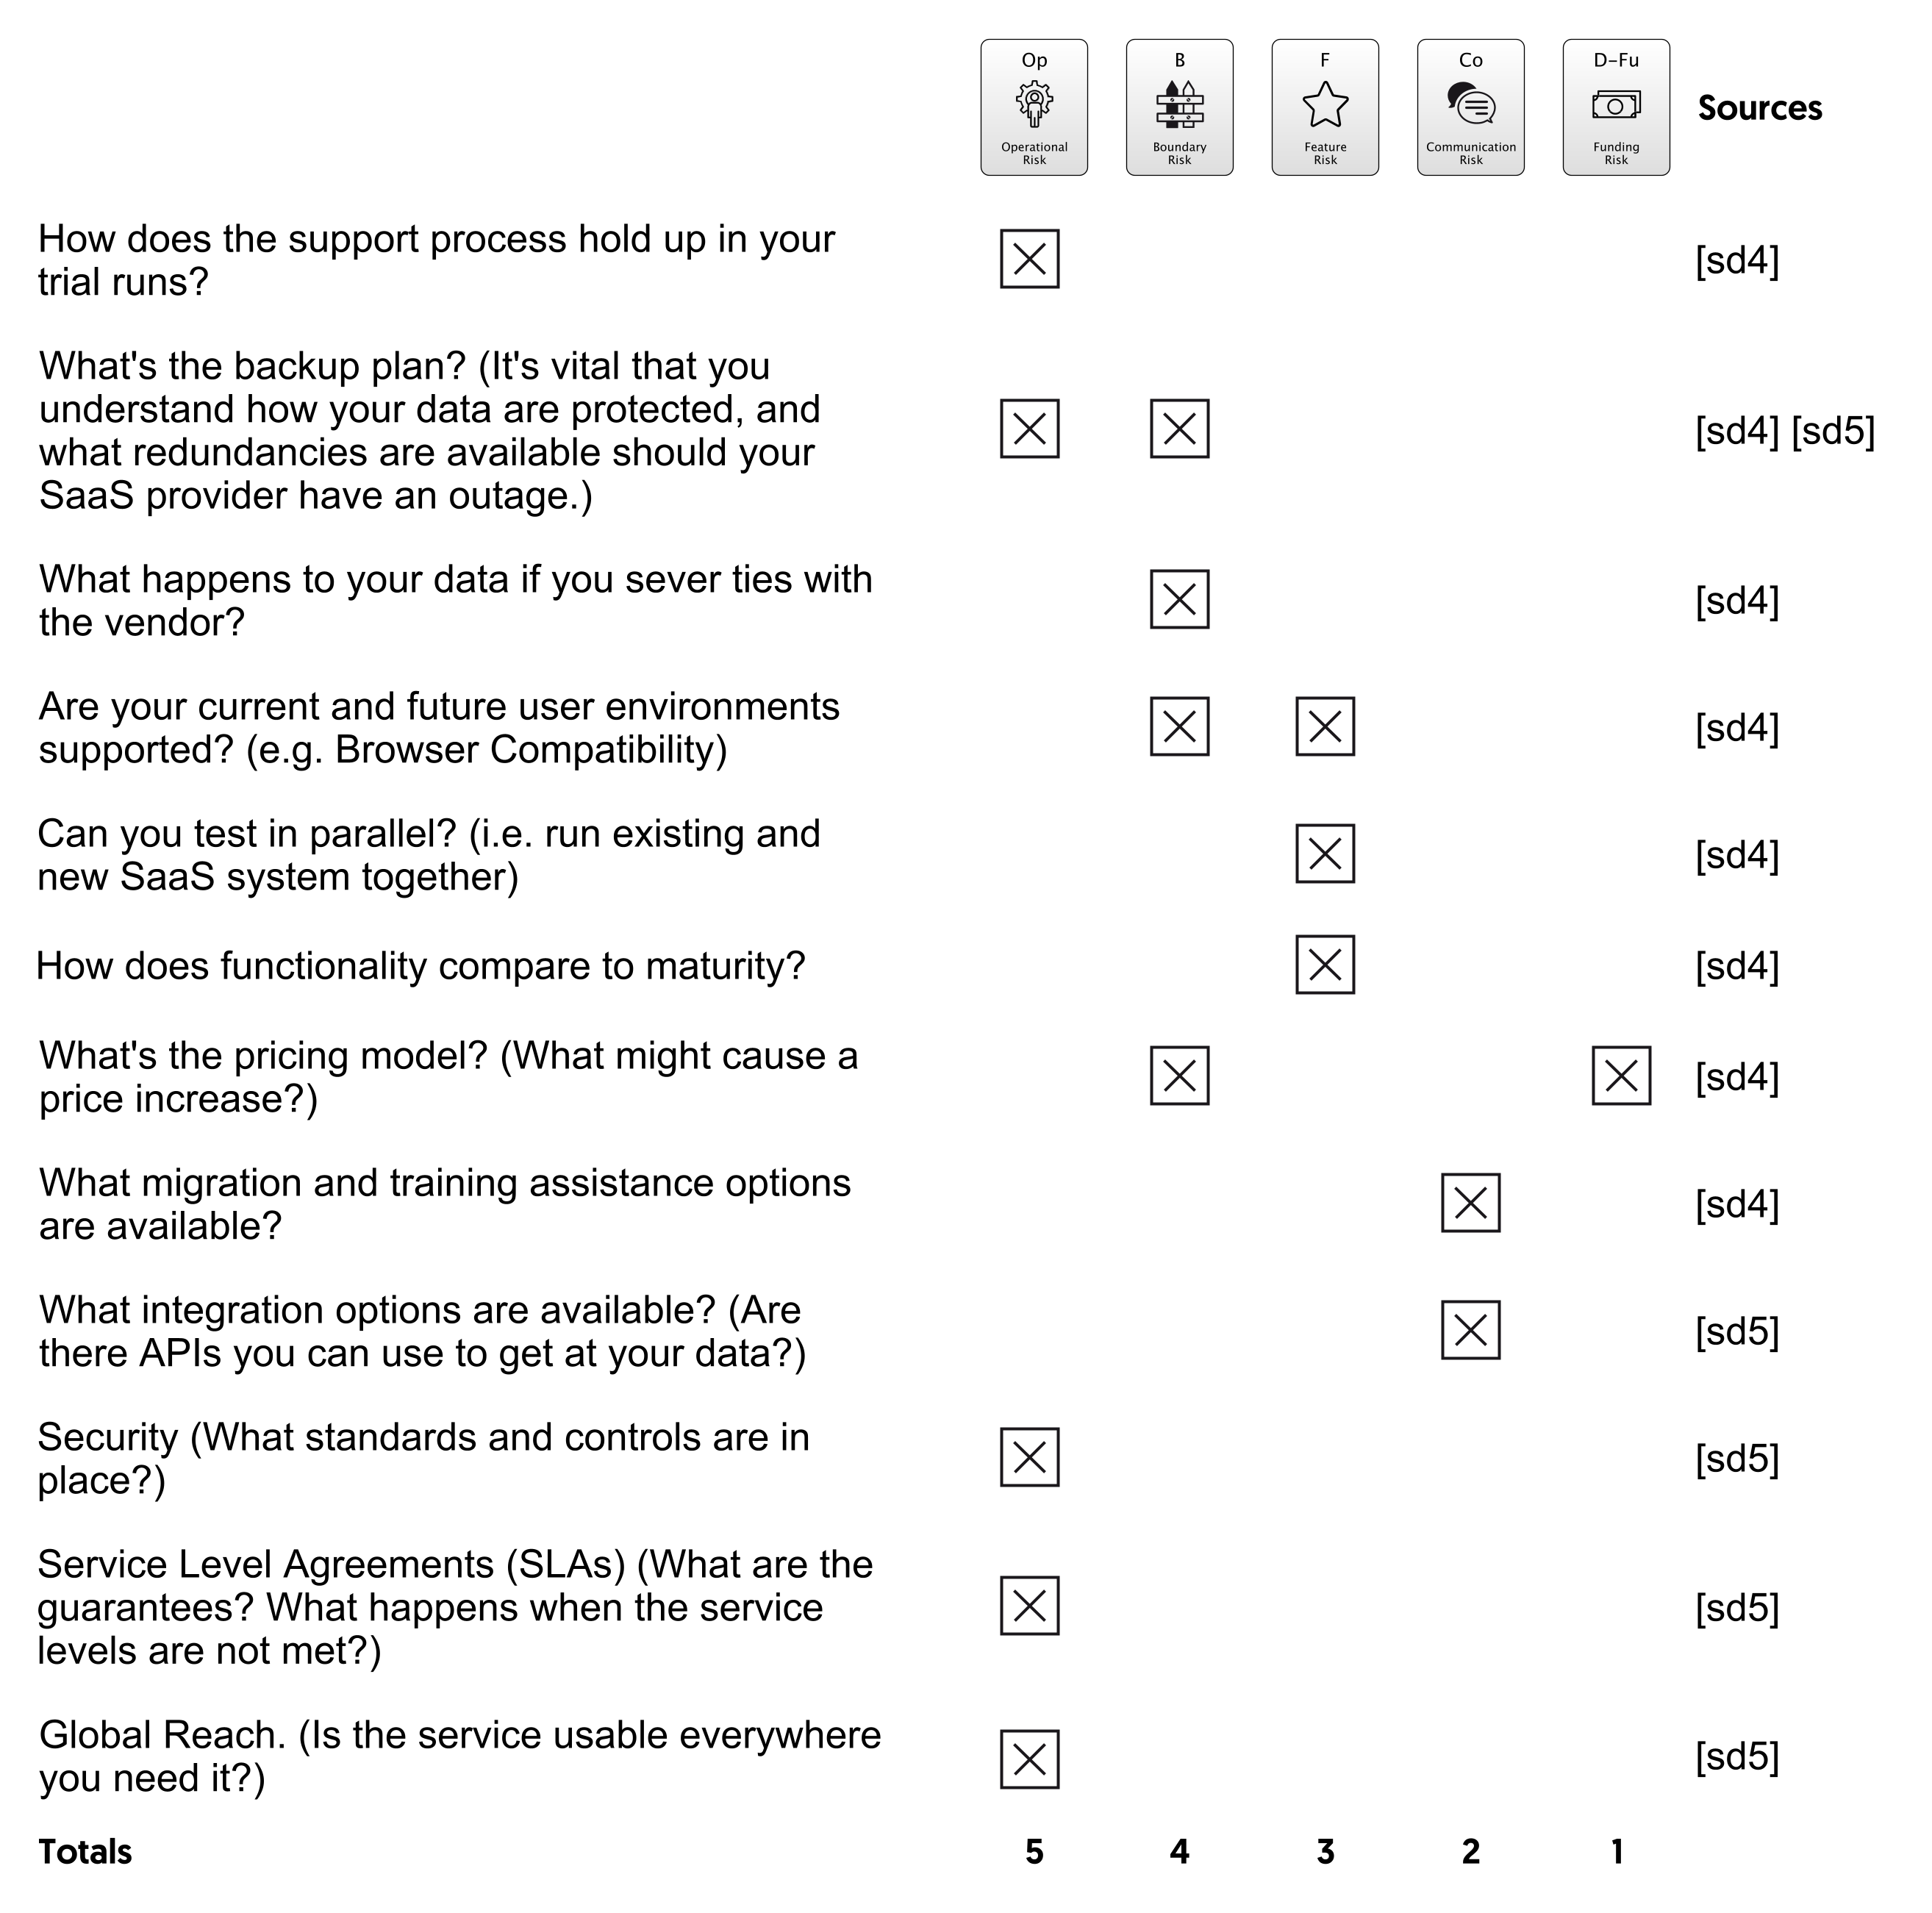 Op
Operational
Risk
B
Boundary
Risk
F
Feature
Risk
Co
Communication
Risk
D-Fu
Funding
Risk
Sources
How does the support process hold up in your
trial runs?
[sd4]
What's the backup plan? (It's vital that you
understand how your data are protected, and
what redundancies are available should your
SaaS provider have an outage.)
[sd4] [sd5]
What happens to your data if you sever ties with
the vendor?
[sd4]
Are your current and future user environments
supported? (e.g. Browser Compatibility)
[sd4]
Can you test in parallel? (i.e. run existing and
new SaaS system together)
[sd4]
How does functionality compare to maturity?
[sd4]
What's the pricing model? (What might cause a
price increase?)
[sd4]
What migration and training assistance options
are available?
[sd4]
What integration options are available? (Are
there APIs you can use to get at your data?)
[sd5]
Security (What standards and controls are in
place?)
[sd5]
Service Level Agreements (SLAs) (What are the
guarantees? What happens when the service
levels are not met?)
[sd5]
Global Reach. (Is the service usable everywhere
you need it?)
[sd5]
Totals 5 4 3 2 1